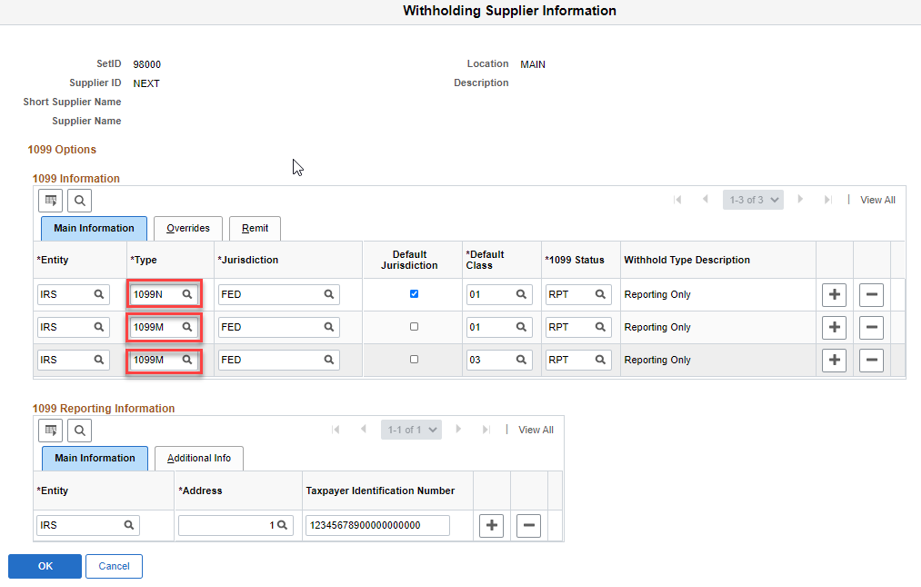 Withholding Supplier Information
SetID 98000 Location MAIN
Supplier ID NEXT Description
Short Supplier Name
Supplier Name
1099 Options
1099 Information
1-3 of 3 | View All
Main Information Overrides Remit
*Entity *Type *Jurisdiction Default Jurisdiction *Default Class *1099 Status Withhold Type Description
IRS 1099N FED 01 RPT Reporting Only
IRS 1099M FED 01 RPT Reporting Only
IRS 1099M FED 03 RPT Reporting Only
1099 Reporting Information
1-1 of 1 | View All
Main Information Additional Info
*Entity *Address Taxpayer Identification Number
IRS 1 12345678900000000000
OK Cancel